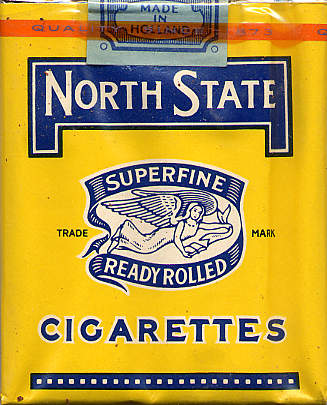 MADE
IN
HOLLAND
NORTH STATE
SUPERFINE
TRADE MARK
READY ROLLED
CIGARETTES